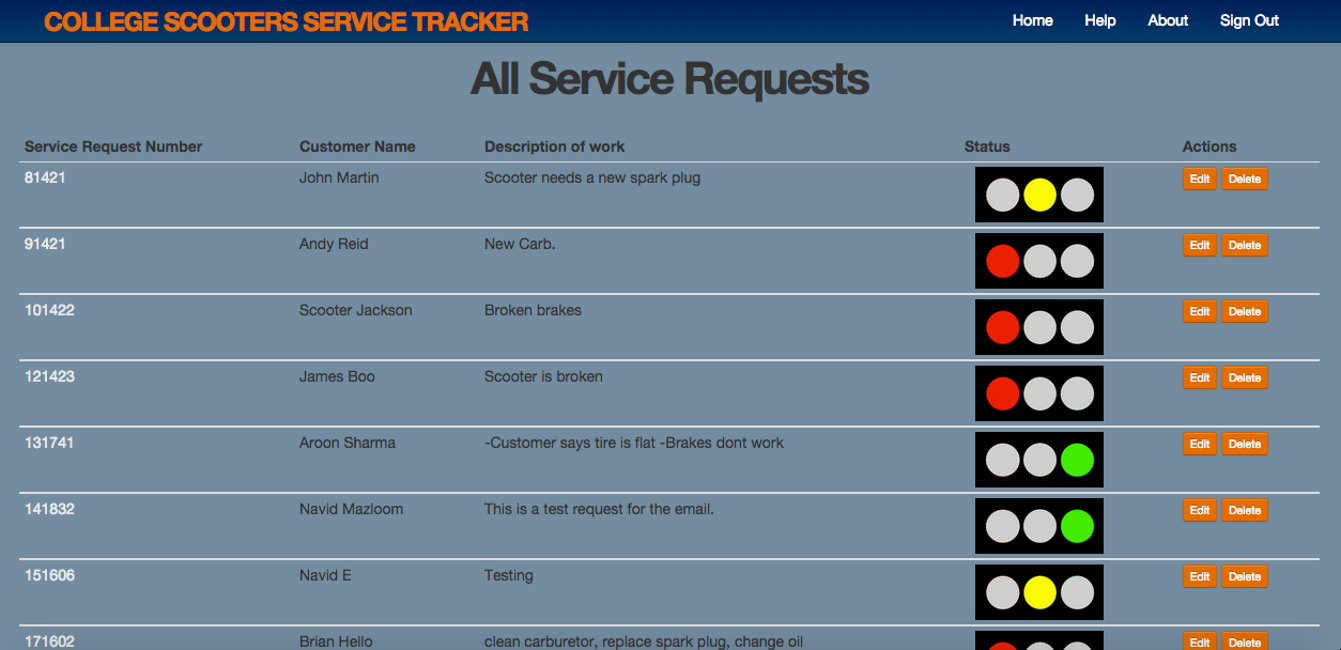 COLLEGE SCOOTERS SERVICE TRACKER Home Help About Sign Out
All Service Requests
Service Request Number Customer Name Description of work Status Actions
81421 John Martin Scooter needs a new spark plug Edit Delete
91421 Andy Reid New Carb. Edit Delete
101422 Scooter Jackson Broken brakes Edit Delete
121423 James Boo Scooter is broken Edit Delete
131741 Aroon Sharma -Customer says tire is flat -Brakes dont work Edit Delete
141832 Navid Mazloom This is a test request for the email. Edit Delete
151606 Navid E Testing Edit Delete
171602 Brian Hello clean carburetor, replace spark plug, change oil Edit Delete